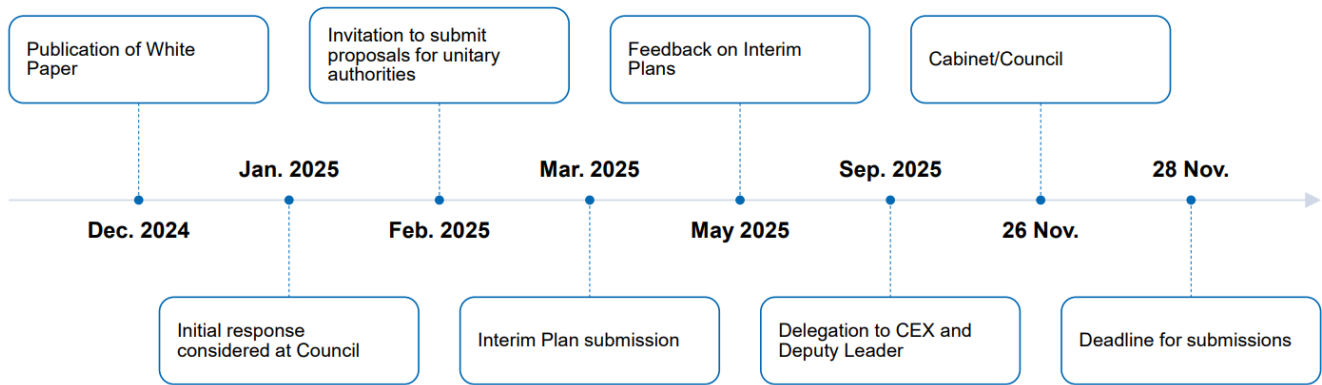 Publication of White
Paper
Invitation to submit
proposals for unitary
authorities
Feedback on Interim
Plans
Cabinet/Council
Jan. 2025
Mar. 2025
Sep. 2025
28 Nov.
Dec. 2024
Feb. 2025
May 2025
26 Nov.
Initial response
considered at Council
Interim Plan submission
Delegation to CEX and
Deputy Leader
Deadline for submissions